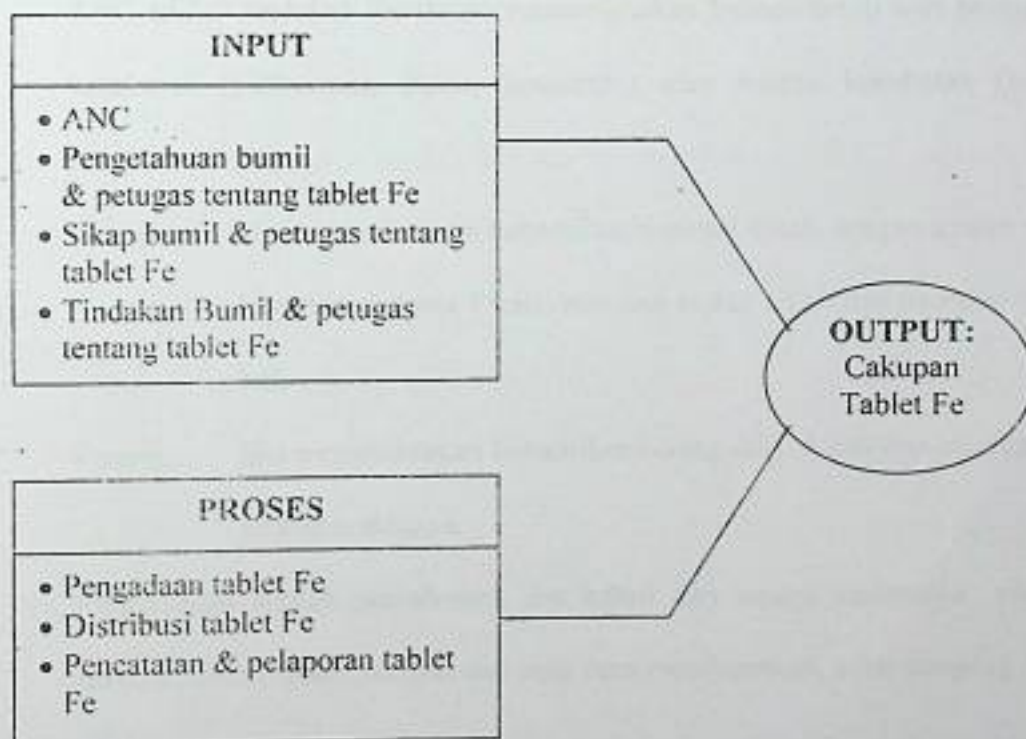 INPUT
• ANC
• Pengetahuan bumil
& petugas tentang tablet Fe
• Sikap bumil & petugas tentang
tablet Fe
• Tindakan Bumil & petugas
tentang tablet Fe
OUTPUT:
Cakupan
Tablet Fe
PROSES
• Pengadaan tablet Fe
• Distribusi tablet Fe
• Pencatatan & pelaporan tablet
Fe